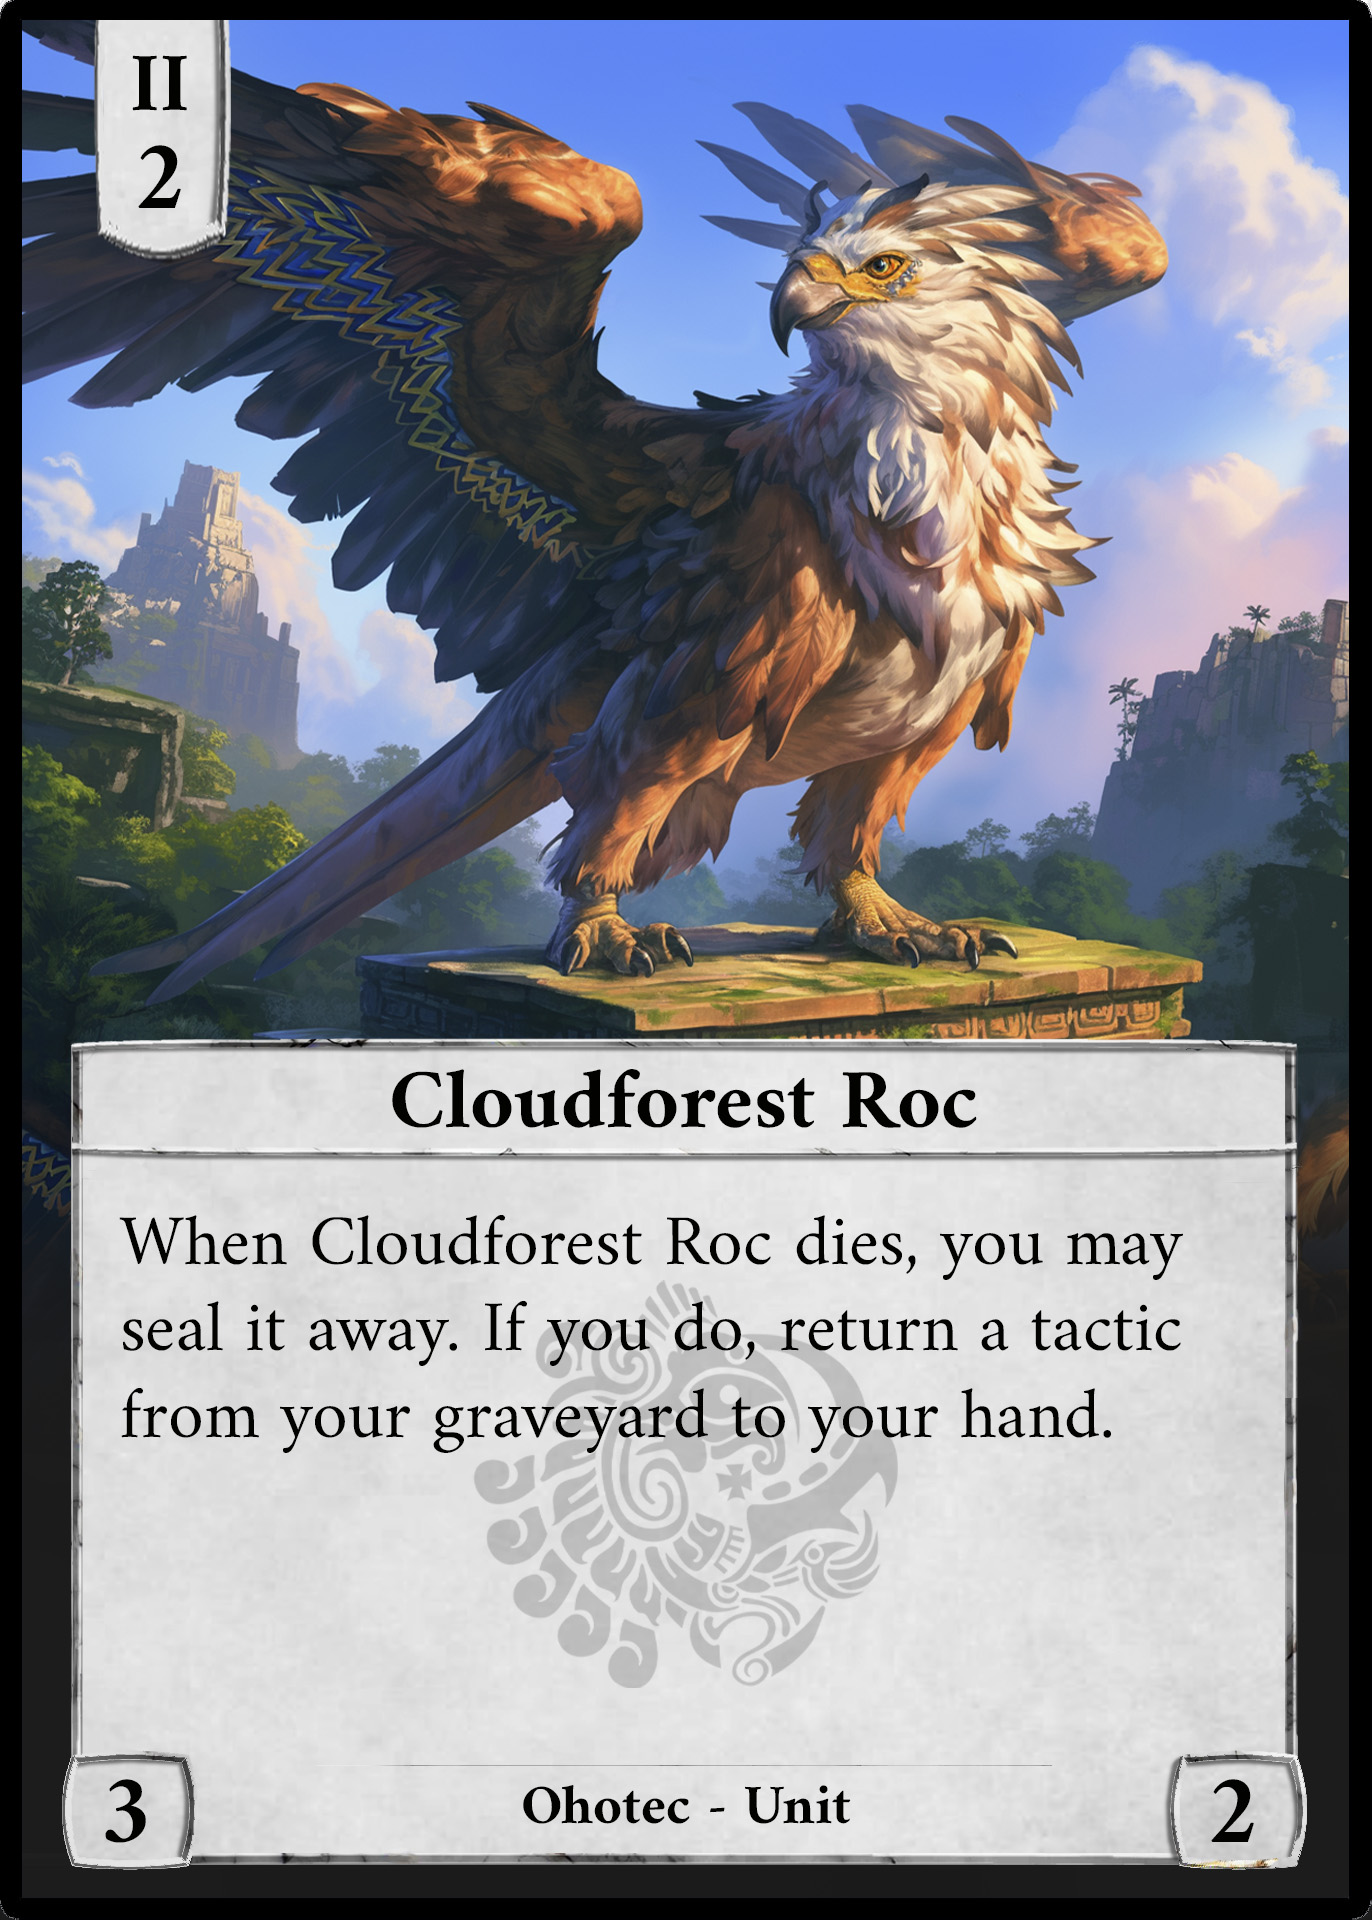 II
2
Cloudforest Roc
When Cloudforest Roc dies, you may
seal it away. If you do, return a tactic
from your graveyard to your hand.
3
Ohotec - Unit
2